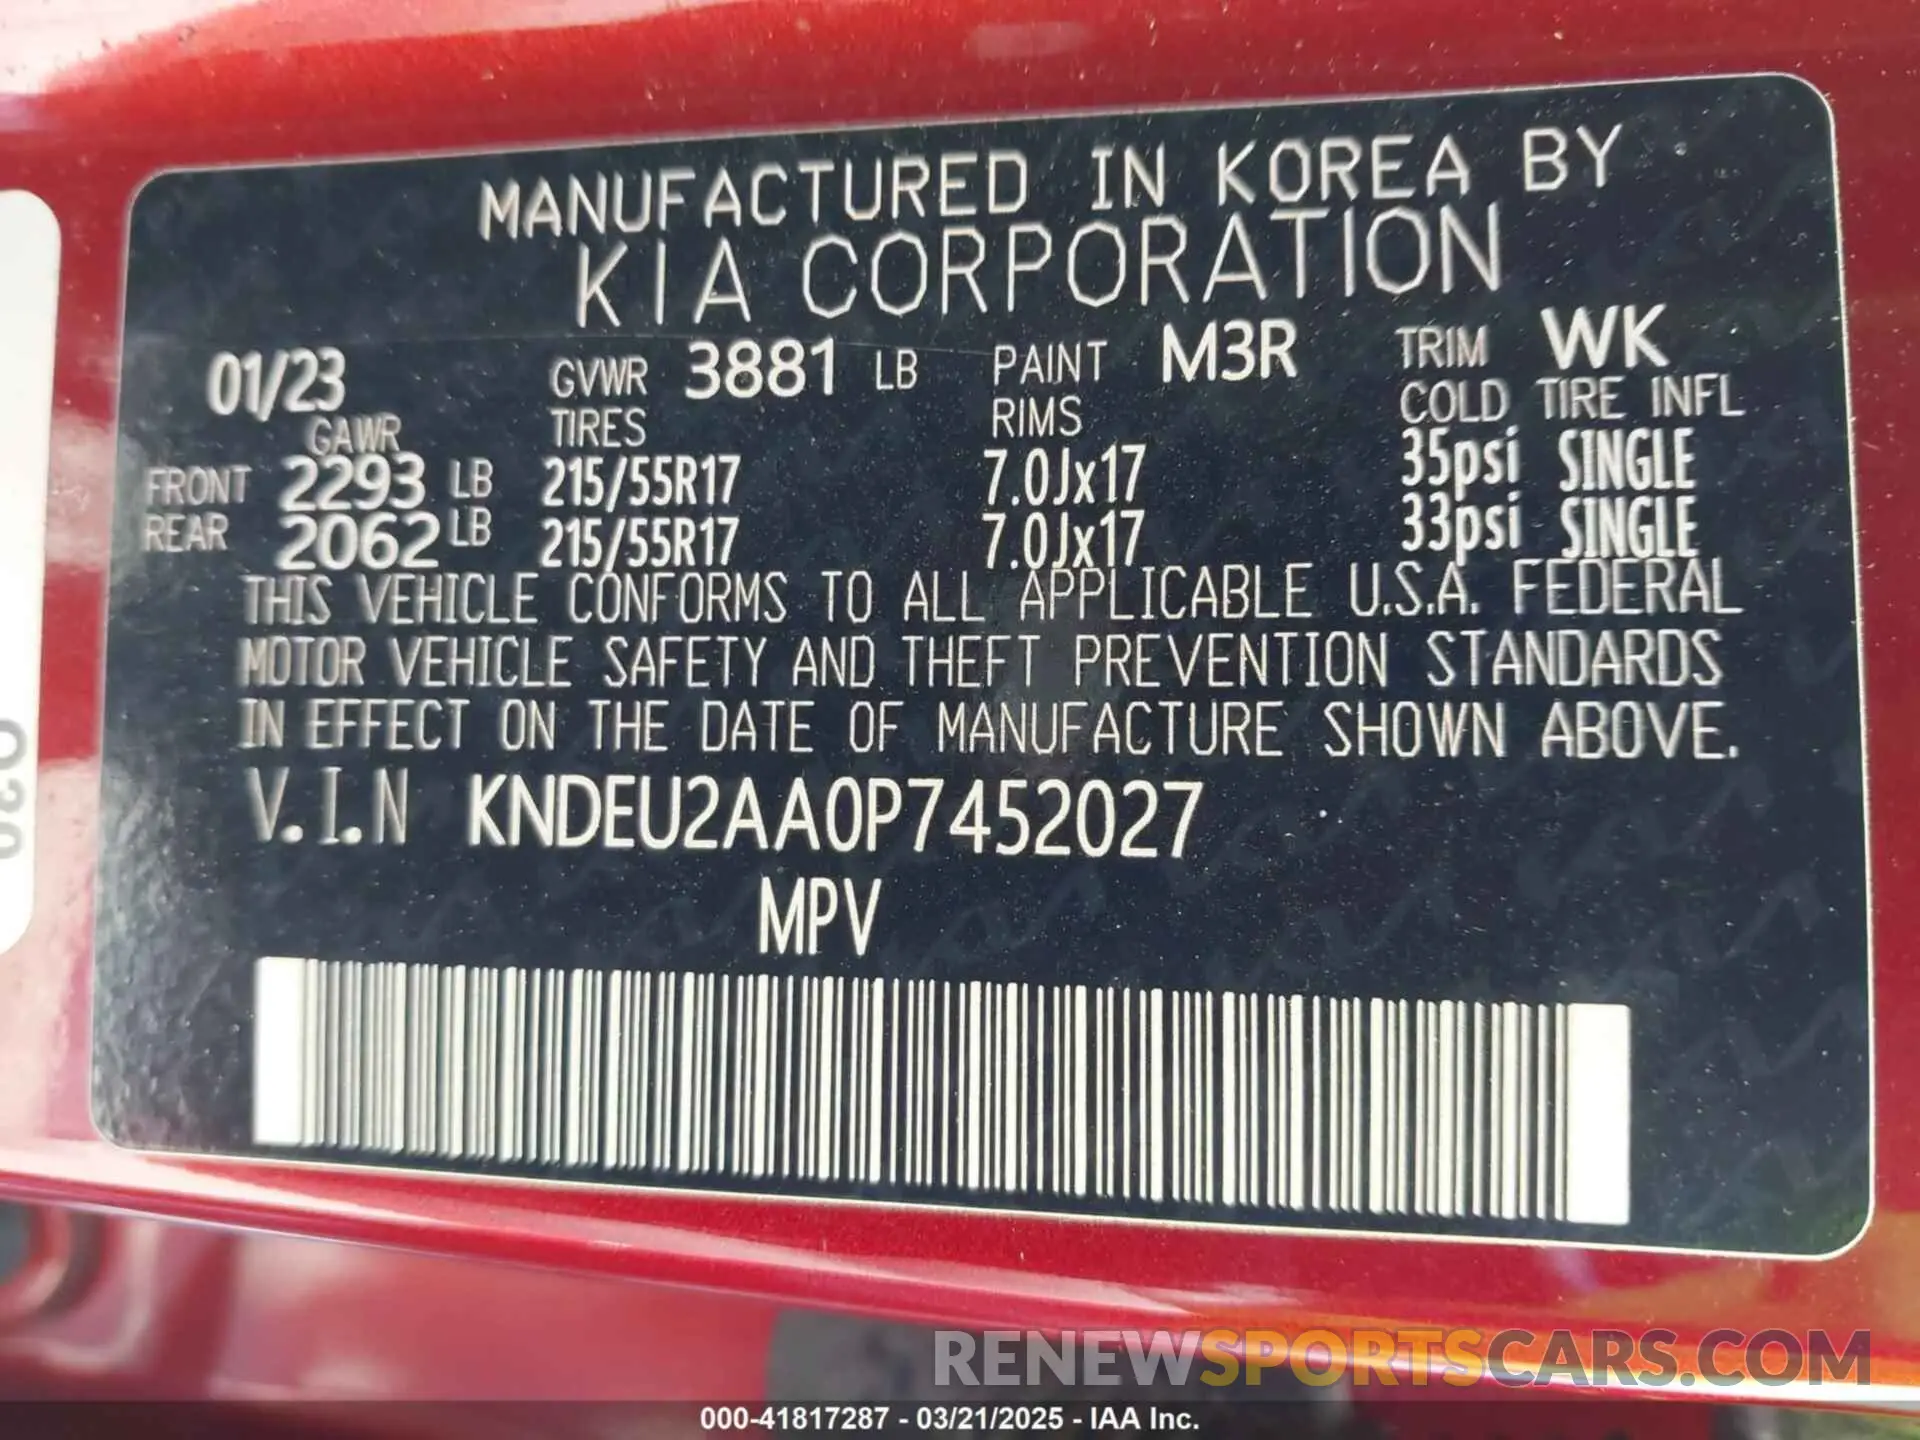 MANUFACTURED IN KOREA BY
KIA CORPORATION
01/23 GVWR 3881 LB PAINT M3R TRIM WK
GAWR TIRES RIMS COLD TIRE INFL
FRONT 2293 LB 215/55R17 7.0Jx17 35psi SINGLE
REAR 2062 LB 215/55R17 7.0Jx17 33psi SINGLE
THIS VEHICLE CONFORMS TO ALL APPLICABLE U.S.A. FEDERAL
MOTOR VEHICLE SAFETY AND THEFT PREVENTION STANDARDS
IN EFFECT ON THE DATE OF MANUFACTURE SHOWN ABOVE.
V.I.N KNDEU2AA0P7452027
MPV
RENEWSPORTSCARS.COM
000-41817287 - 03/21/2025 - IAA Inc.